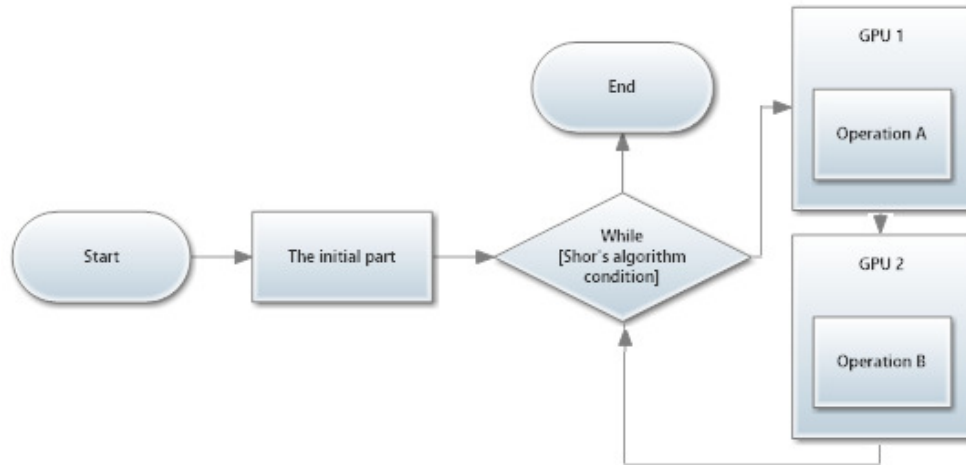 Start
The initial part
While
[Shor's algorithm
condition]
End
GPU 1
Operation A
GPU 2
Operation B